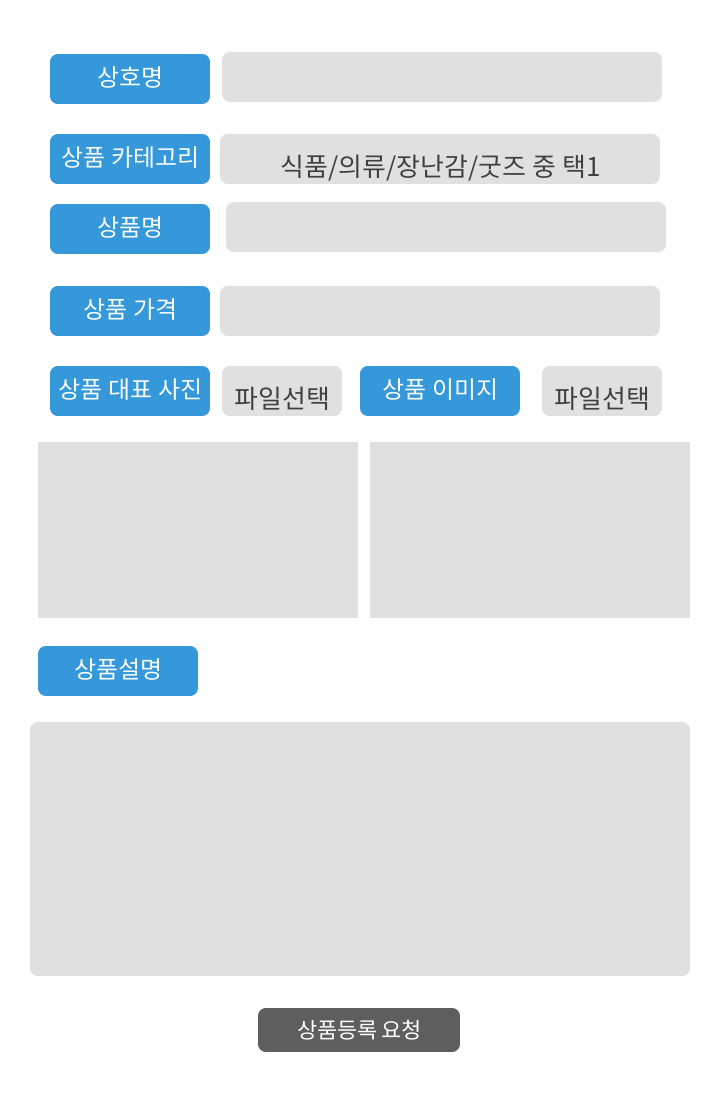 상호명
상품 카테고리
식품/의류/장난감/굿즈 중 택1
상품명
상품 가격
상품 대표 사진
파일선택
상품 이미지
파일선택
상품설명
상품등록 요청